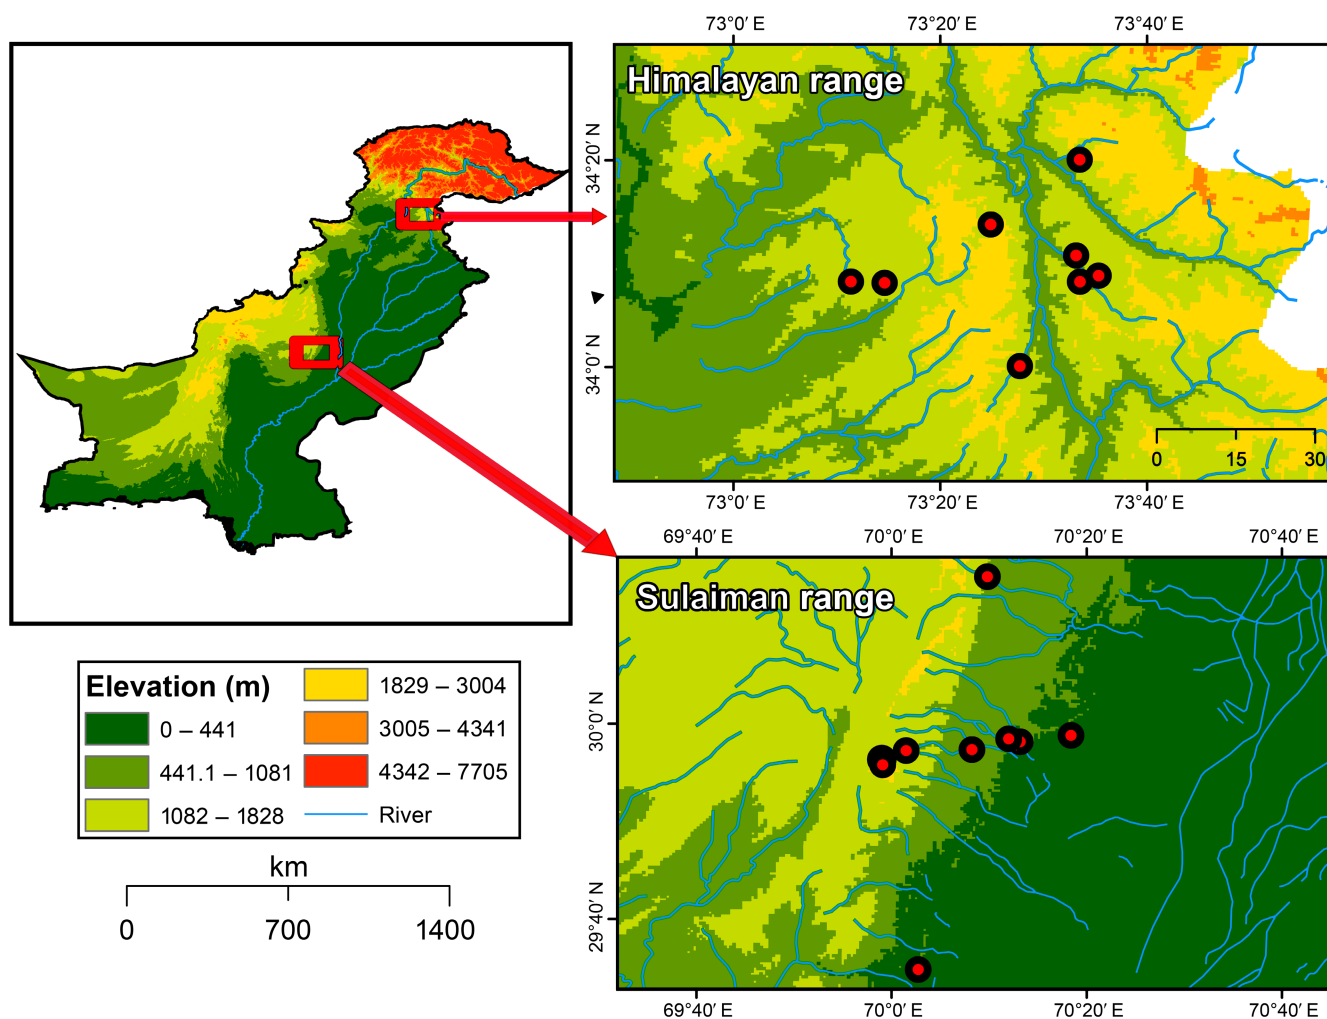 73°0′ E
73°20′ E
73°40′ E
Himalayan range
34°20′ N
34°0′ N
0
15
30
73°0′ E
73°20′ E
73°40′ E
69°40′ E
70°0′ E
70°20′ E
70°40′ E
Sulaiman range
30°0′ N
29°40′ N
69°40′ E
70°0′ E
70°20′ E
70°40′ E
Elevation (m)
0 – 441
441.1 – 1081
1082 – 1828
1829 – 3004
3005 – 4341
4342 – 7705
River
km
0
700
1400